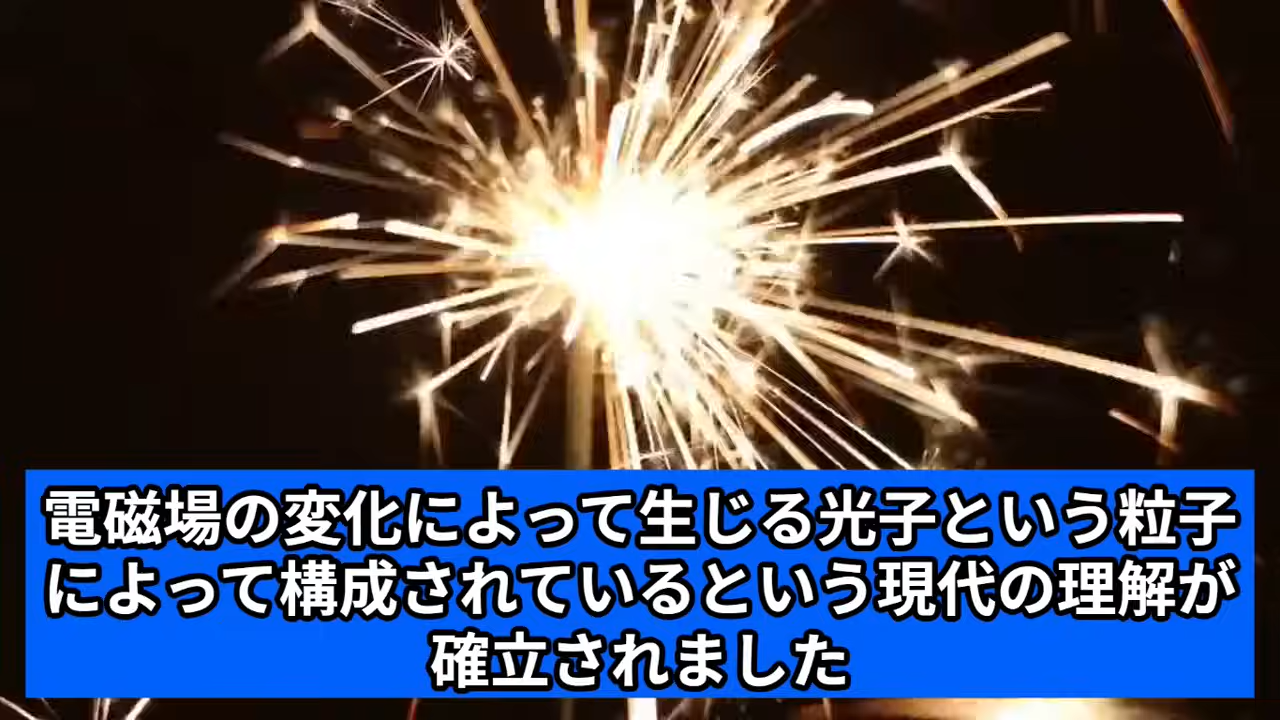 電磁場の変化によって生じる光子という粒子
によって構成されているという現代の理解が
確立されました